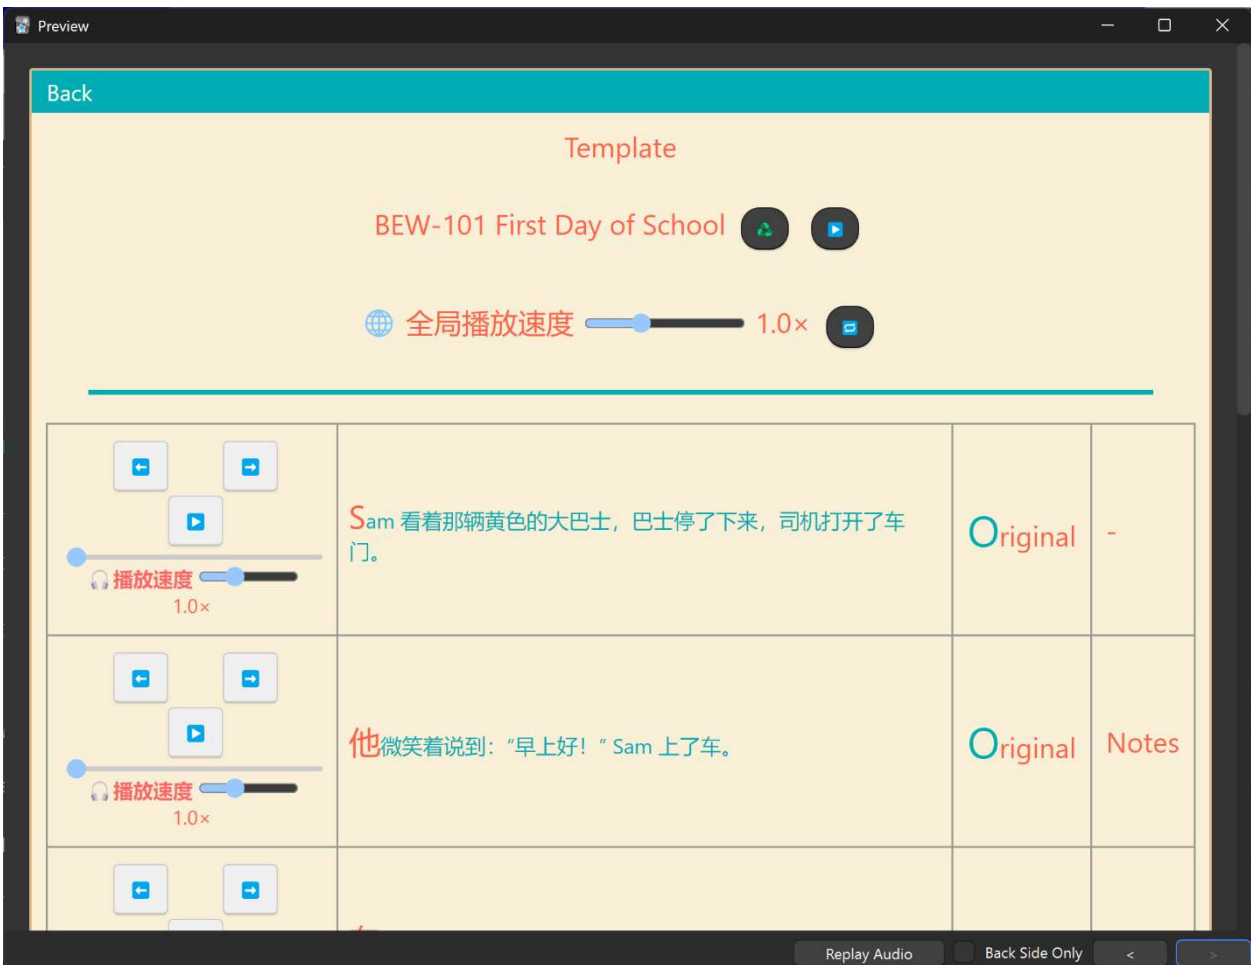 Preview
Back
Template
BEW-101 First Day of School
全局播放速度 1.0×
Sam 看着那辆黄色的大巴士，巴士停了下来，司机打开了车
门。
Original
-
播放速度
1.0×
他微笑着说到：“早上好！” Sam 上了车。
Original
Notes
播放速度
1.0×
Replay Audio
Back Side Only
<
>